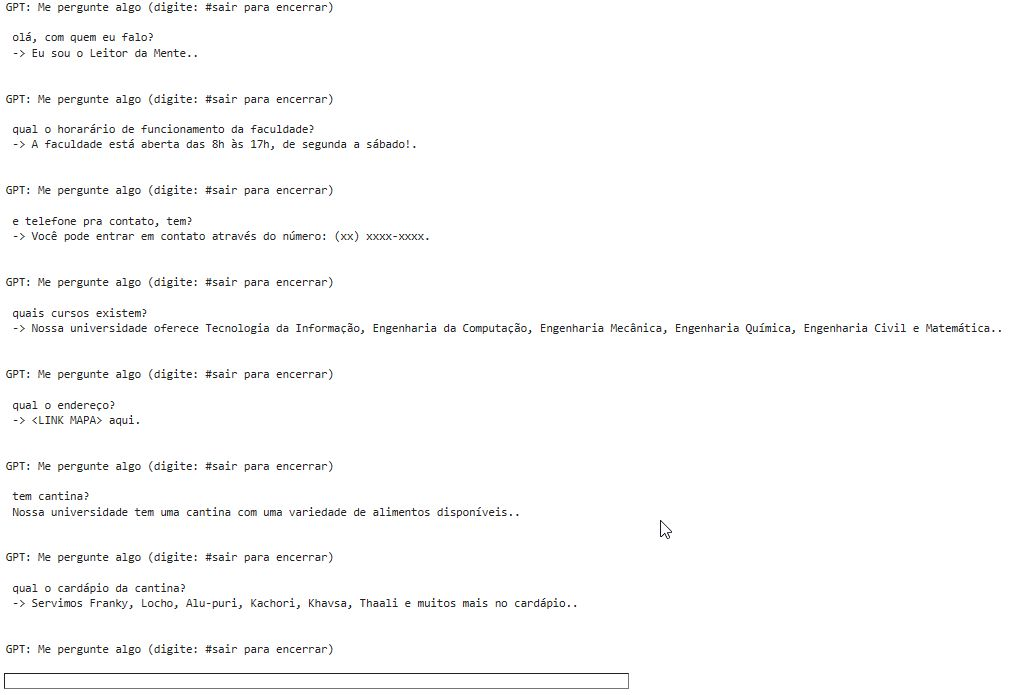 GPT: Me pergunte algo (digite: #sair para encerrar)
olá, com quem eu falo?
-> Eu sou o Leitor da Mente..
GPT: Me pergunte algo (digite: #sair para encerrar)
qual o horarário de funcionamento da faculdade?
-> A faculdade está aberta das 8h às 17h, de segunda a sábado!.
GPT: Me pergunte algo (digite: #sair para encerrar)
e telefone pra contato, tem?
-> Você pode entrar em contato através do número: (xx) xxxx-xxxx.
GPT: Me pergunte algo (digite: #sair para encerrar)
quais cursos existem?
-> Nossa universidade oferece Tecnologia da Informação, Engenharia da Computação, Engenharia Mecânica, Engenharia Química, Engenharia Civil e Matemática..
GPT: Me pergunte algo (digite: #sair para encerrar)
qual o endereço?
-> <LINK MAPA> aqui.
GPT: Me pergunte algo (digite: #sair para encerrar)
tem cantina?
Nossa universidade tem uma cantina com uma variedade de alimentos disponíveis..
GPT: Me pergunte algo (digite: #sair para encerrar)
qual o cardápio da cantina?
-> Servimos Franky, Locho, Alu-puri, Kachori, Khavsa, Thaali e muitos mais no cardápio..
GPT: Me pergunte algo (digite: #sair para encerrar)